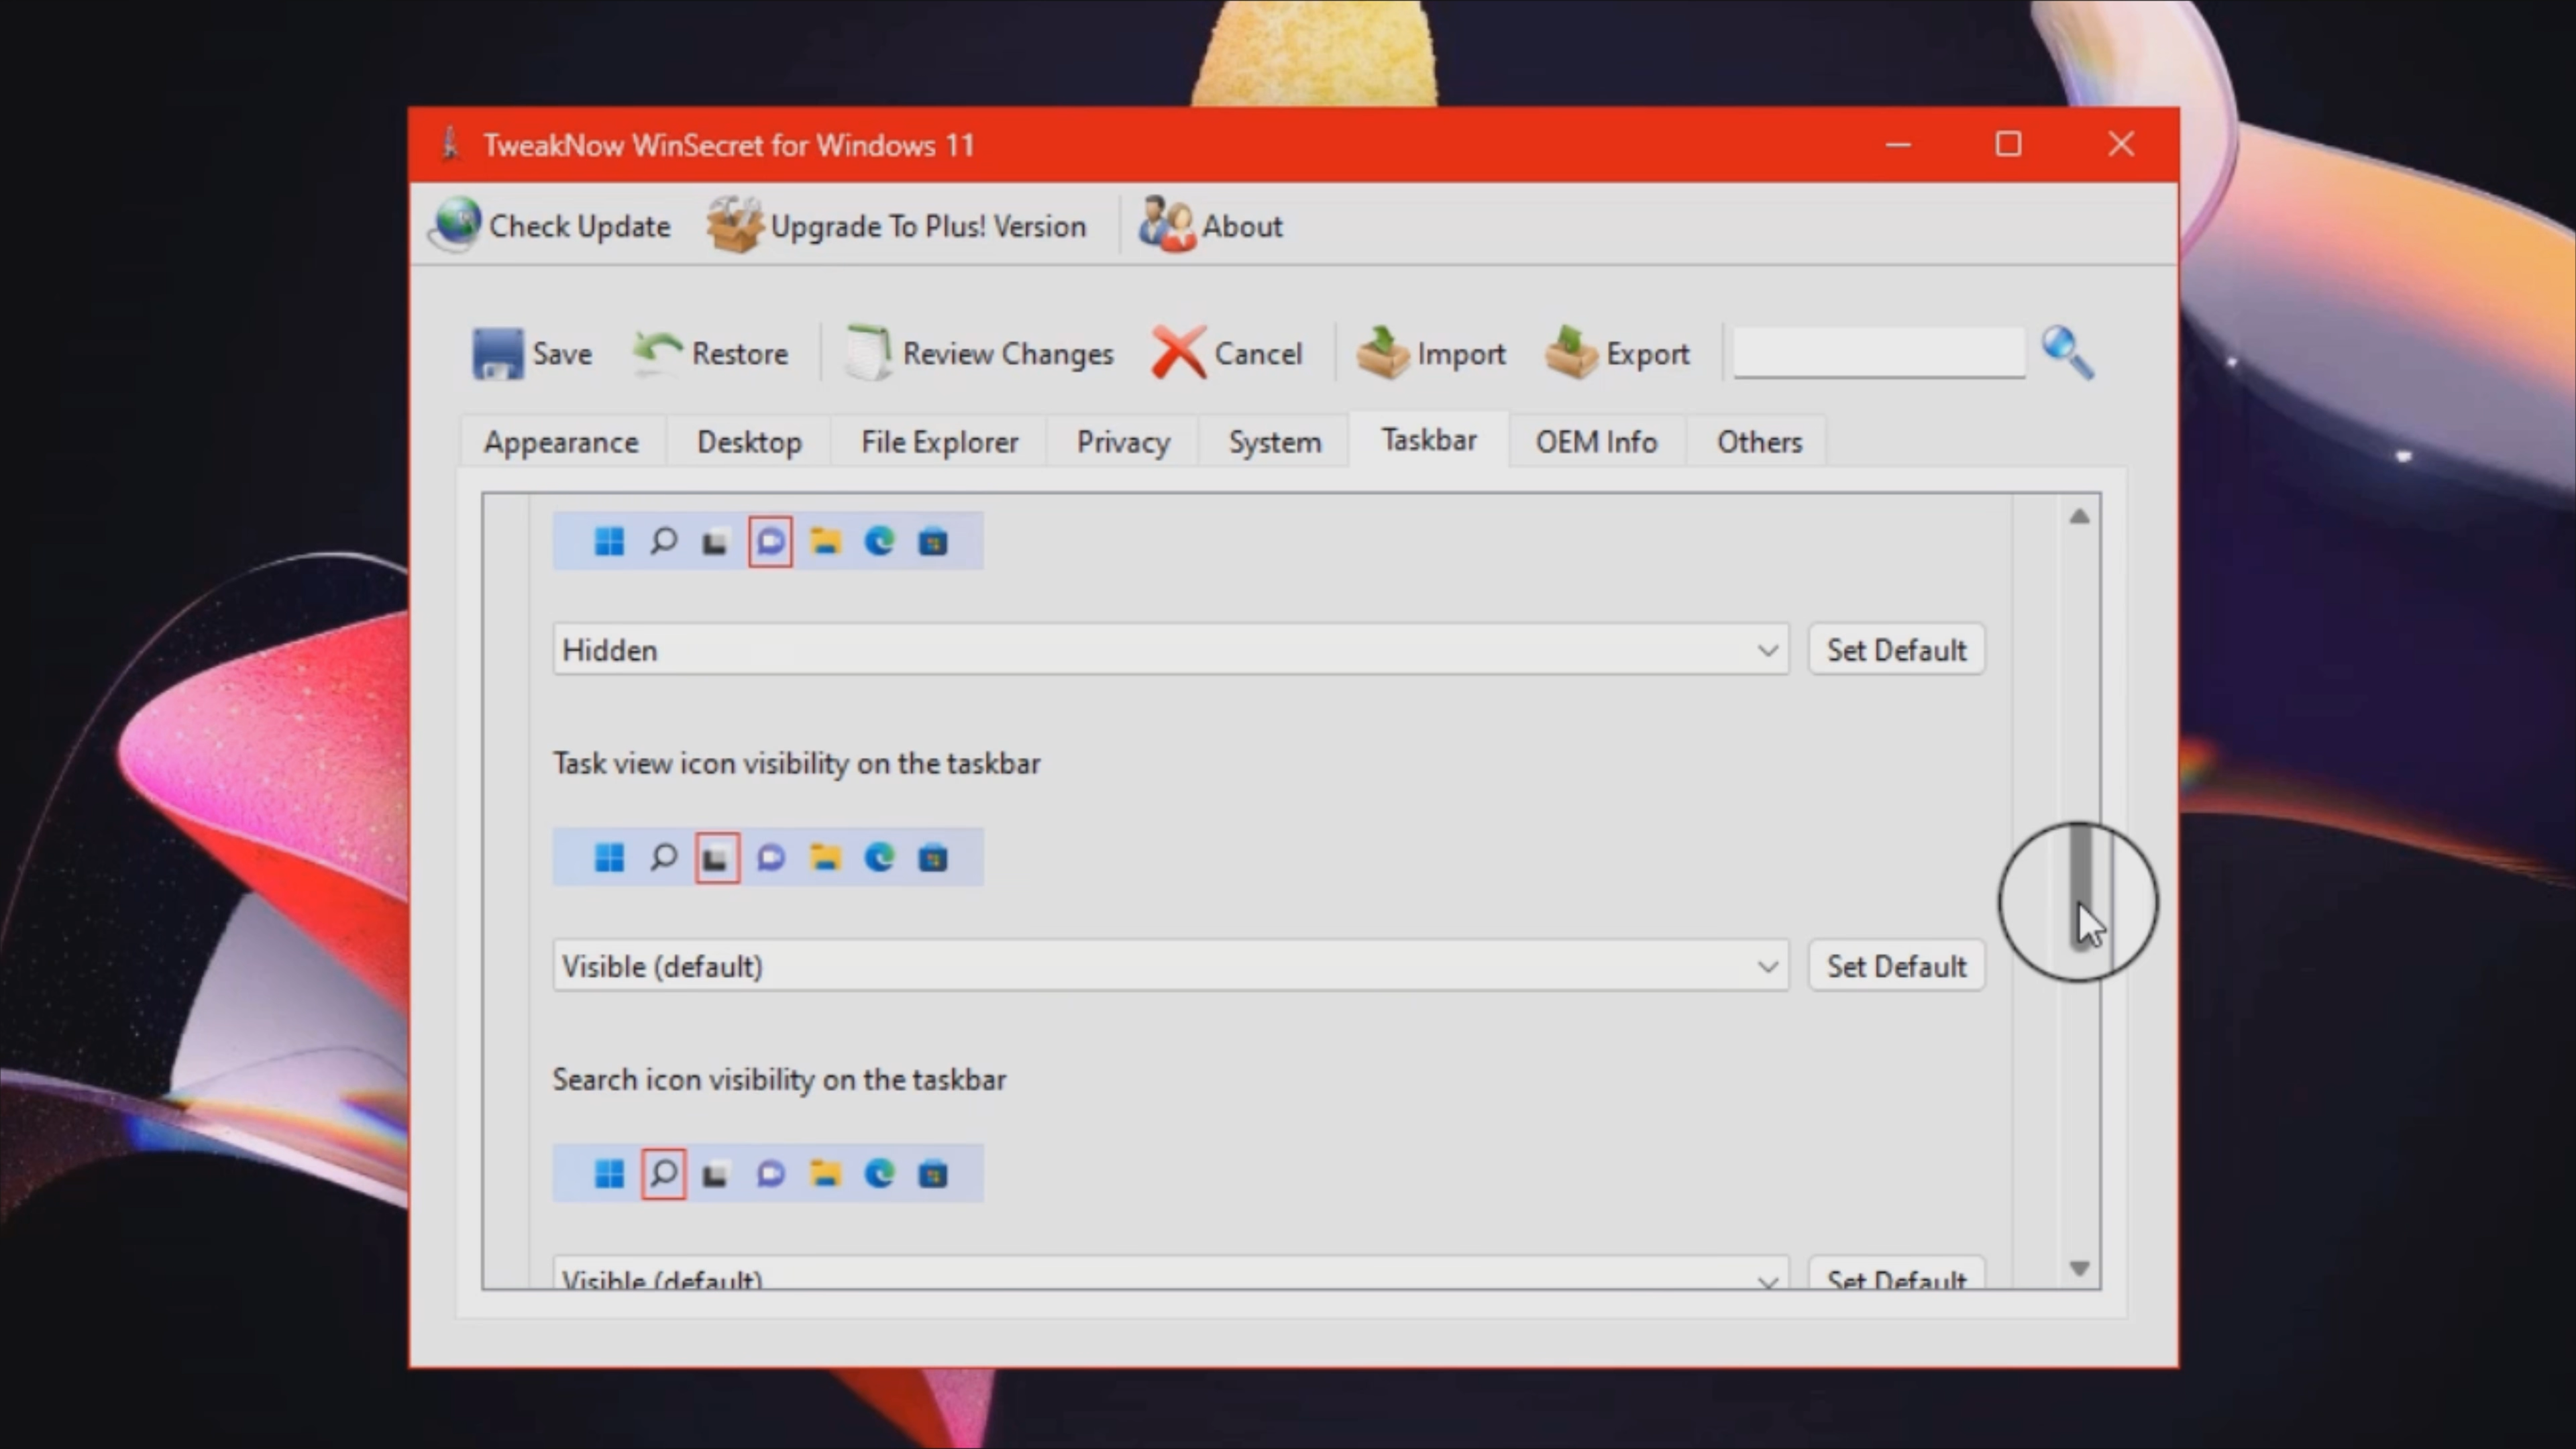 TweakNow WinSecret for Windows 11
Check Update Upgrade To Plus! Version About
Save Restore Review Changes Cancel Import Export
Appearance Desktop File Explorer Privacy System Taskbar OEM Info Others
Hidden Set Default
Task view icon visibility on the taskbar
Visible (default) Set Default
Search icon visibility on the taskbar
Visible (default) Set Default